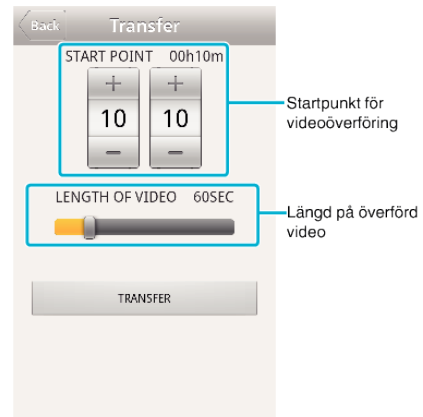 Back Transfer
START POINT 00h10m
+ +
10 10
− −
Startpunkt för
videoöverföring
LENGTH OF VIDEO 60SEC
Längd på överförd
video
TRANSFER